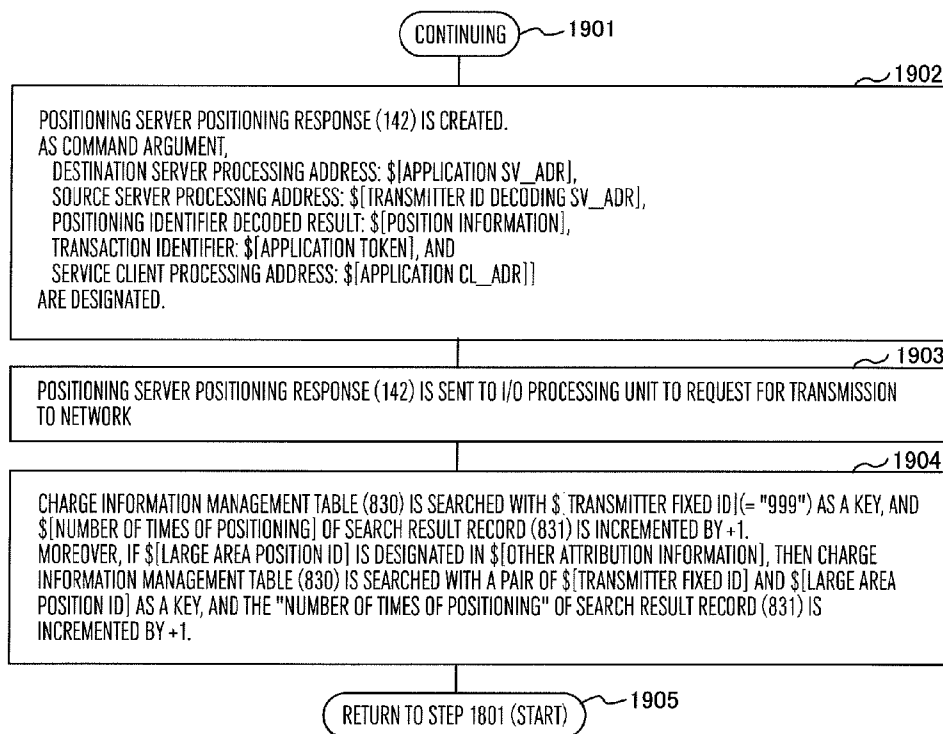 CONTINUING
1901
1902
POSITIONING SERVER POSITIONING RESPONSE (142) IS CREATED.
AS COMMAND ARGUMENT,
DESTINATION SERVER PROCESSING ADDRESS: $[APPLICATION SV_ADR],
SOURCE SERVER PROCESSING ADDRESS: $[TRANSMITTER ID DECODING SV_ADR],
POSITIONING IDENTIFIER DECODED RESULT: $[POSITION INFORMATION],
TRANSACTION IDENTIFIER: $[APPLICATION TOKEN], AND
SERVICE CLIENT PROCESSING ADDRESS: $[APPLICATION CL_ADR]]
ARE DESIGNATED.
1903
POSITIONING SERVER POSITIONING RESPONSE (142) IS SENT TO I/O PROCESSING UNIT TO REQUEST FOR TRANSMISSION
TO NETWORK
1904
CHARGE INFORMATION MANAGEMENT TABLE (830) IS SEARCHED WITH $[TRANSMITTER FIXED ID](= "999") AS A KEY, AND
$[NUMBER OF TIMES OF POSITIONING] OF SEARCH RESULT RECORD (831) IS INCREMENTED BY +1.
MOREOVER, IF $[LARGE AREA POSITION ID] IS DESIGNATED IN $[OTHER ATTRIBUTION INFORMATION], THEN CHARGE
INFORMATION MANAGEMENT TABLE (830) IS SEARCHED WITH A PAIR OF $[TRANSMITTER FIXED ID] AND $[LARGE AREA
POSITION ID] AS A KEY, AND THE "NUMBER OF TIMES OF POSITIONING" OF SEARCH RESULT RECORD (831) IS
INCREMENTED BY +1.
RETURN TO STEP 1801 (START)
1905